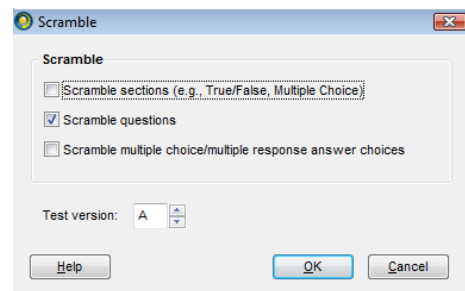 Scramble
Scramble
Scramble sections (e.g., True/False, Multiple Choice)
Scramble questions
Scramble multiple choice/multiple response answer choices
Test version: A
Help OK Cancel